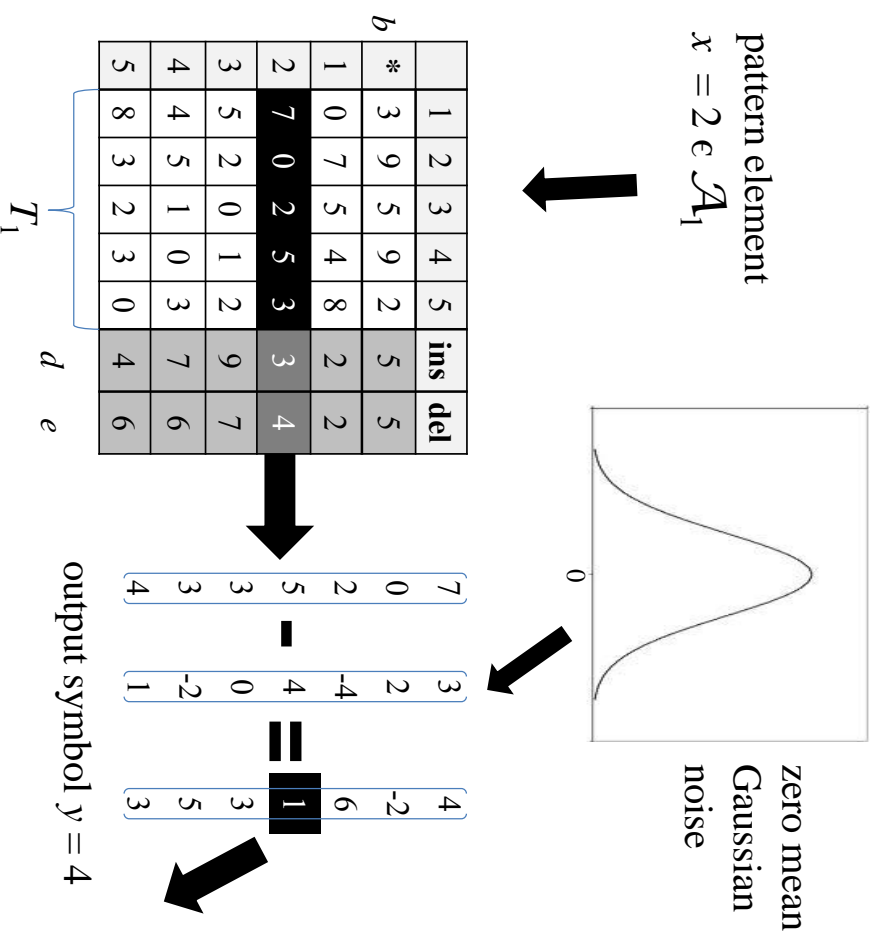 pattern element
x = 2 ϵ 𝒜₁
zero mean
Gaussian
noise
0
1 2 3 4 5 ins del
* 3 9 5 9 2 5 5
1 0 7 5 4 8 2 2
2 7 0 2 5 3 3 4
3 5 2 0 1 2 9 7
4 4 5 1 0 3 7 6
5 8 3 2 3 0 4 6
b
T₁
d e
7 3 4
0 2 -2
2 -4 6
5 - 4 = 1
3 0 3
3 -2 5
4 1 3
output symbol y = 4